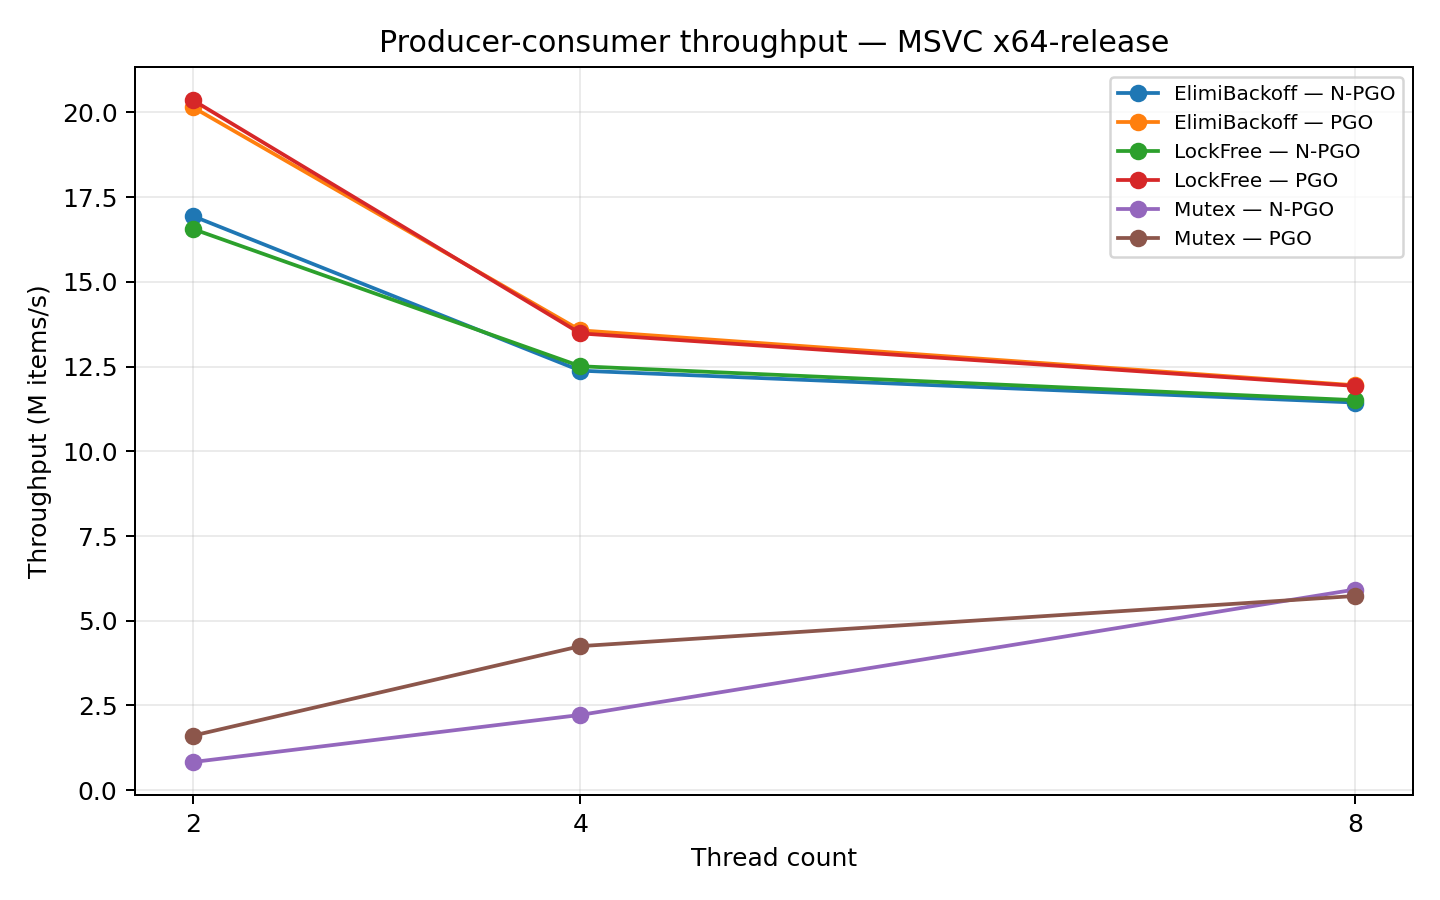 Producer-consumer throughput — MSVC x64-release
ElimiBackoff — N-PGO
ElimiBackoff — PGO
LockFree — N-PGO
LockFree — PGO
Mutex — N-PGO
Mutex — PGO
Throughput (M items/s)
20.0
17.5
15.0
12.5
10.0
7.5
5.0
2.5
0.0
2 4 8
Thread count